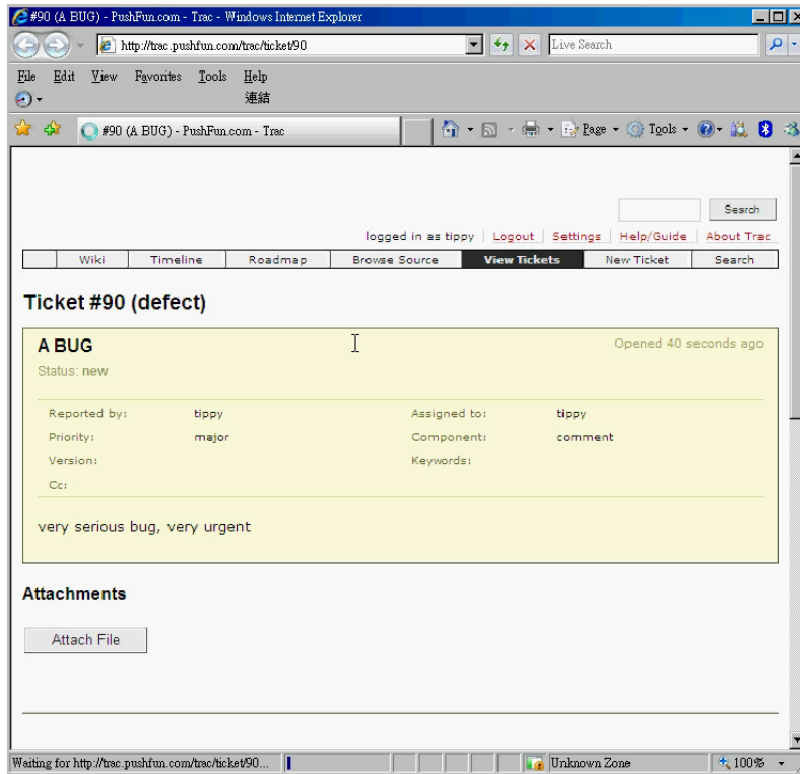 #90 (A BUG) - PushFun.com - Trac - Windows Internet Explorer
http://trac.pushfun.com/trac/ticket/90 Live Search
File Edit View Favorites Tools Help
連結
#90 (A BUG) - PushFun.com - Trac Page Tools
Search
logged in as tippy Logout Settings Help/Guide About Trac
Wiki Timeline Roadmap Browse Source View Tickets New Ticket Search
Ticket #90 (defect)
A BUG Opened 40 seconds ago
Status: new
Reported by: tippy Assigned to: tippy
Priority: major Component: comment
Version: Keywords:
Cc:
very serious bug, very urgent
Attachments
Attach File
Waiting for http://trac.pushfun.com/trac/ticket/90... Unknown Zone 100%